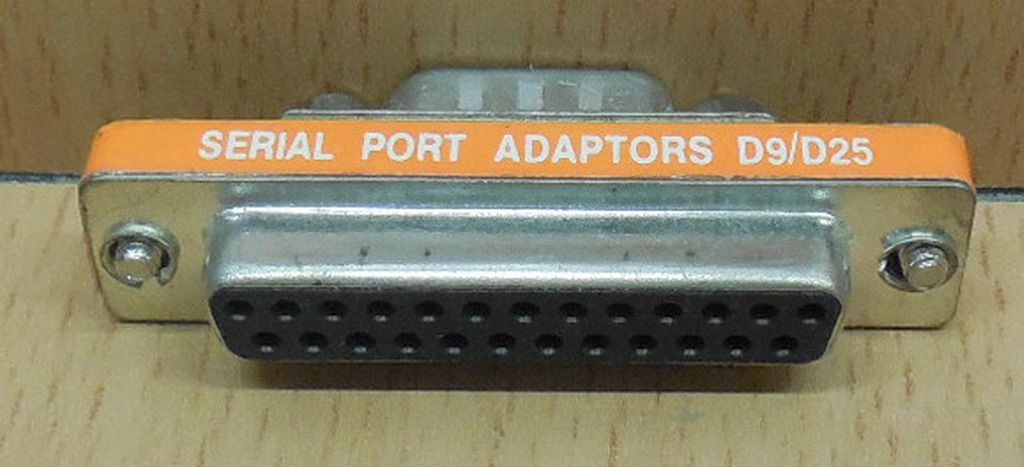 SERIAL PORT ADAPTORS D9/D25